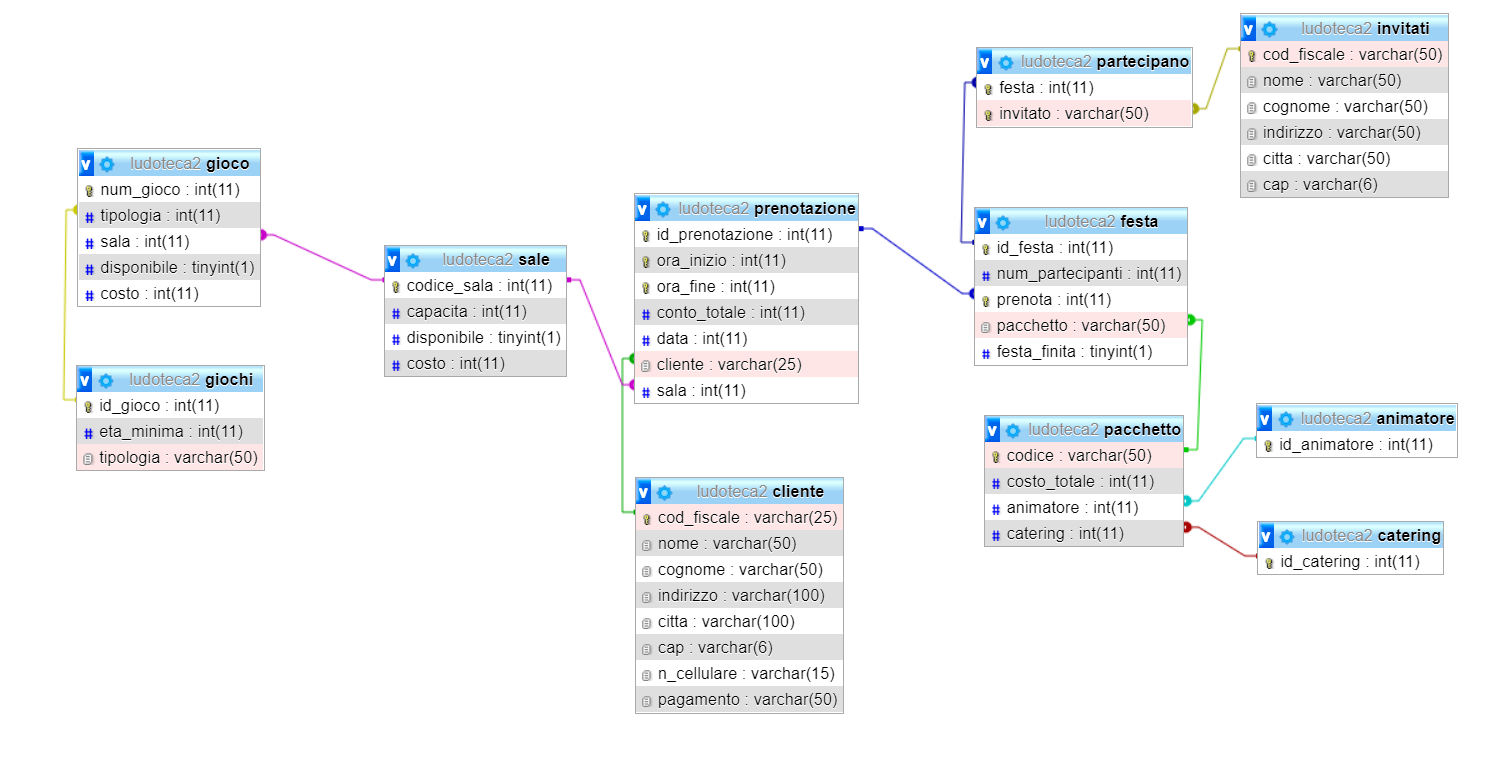 ludoteca2 gioco
num_gioco : int(11)
tipologia : int(11)
sala : int(11)
disponibile : tinyint(1)
costo : int(11)
ludoteca2 giochi
id_gioco : int(11)
eta_minima : int(11)
tipologia : varchar(50)
ludoteca2 sale
codice_sala : int(11)
capacita : int(11)
disponibile : tinyint(1)
costo : int(11)
ludoteca2 prenotazione
id_prenotazione : int(11)
ora_inizio : int(11)
ora_fine : int(11)
conto_totale : int(11)
data : int(11)
cliente : varchar(25)
sala : int(11)
ludoteca2 cliente
cod_fiscale : varchar(25)
nome : varchar(50)
cognome : varchar(50)
indirizzo : varchar(100)
citta : varchar(100)
cap : varchar(6)
n_cellulare : varchar(15)
pagamento : varchar(50)
ludoteca2 partecipano
festa : int(11)
invitato : varchar(50)
ludoteca2 invitati
cod_fiscale : varchar(50)
nome : varchar(50)
cognome : varchar(50)
indirizzo : varchar(50)
citta : varchar(50)
cap : varchar(6)
ludoteca2 festa
id_festa : int(11)
num_partecipanti : int(11)
prenota : int(11)
pacchetto : varchar(50)
festa_finita : tinyint(1)
ludoteca2 pacchetto
codice : varchar(50)
costo_totale : int(11)
animatore : int(11)
catering : int(11)
ludoteca2 animatore
id_animatore : int(11)
ludoteca2 catering
id_catering : int(11)